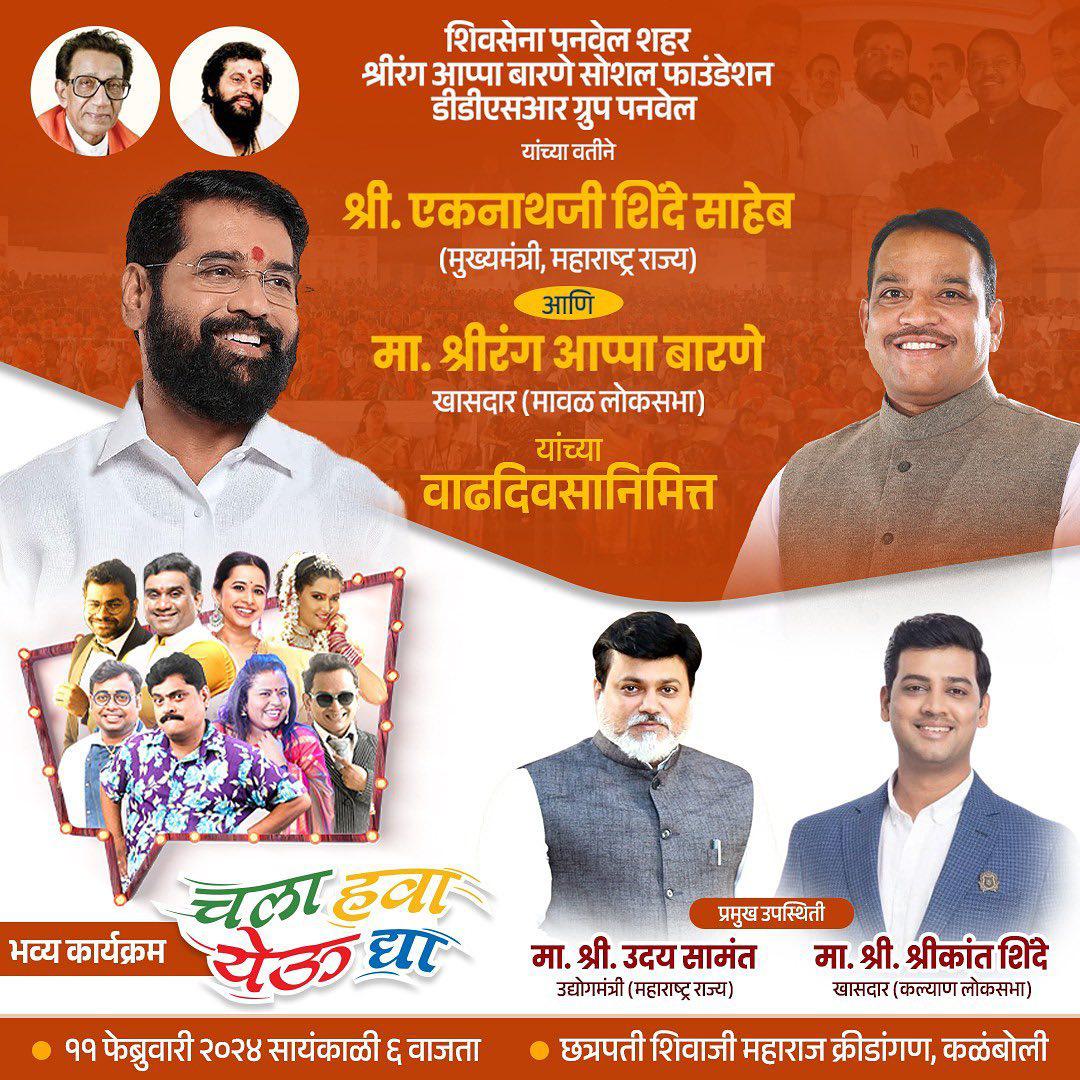 शिवसेना पनवेल शहर
श्रीरंग आप्पा बारणे सोशल फाउंडेशन
डीडीएसआर ग्रुप पनवेल
यांच्या वतीने
श्री. एकनाथजी शिंदे साहेब
(मुख्यमंत्री, महाराष्ट्र राज्य)
आणि
मा. श्रीरंग आप्पा बारणे
खासदार (मावळ लोकसभा)
यांच्या
वाढदिवसानिमित्त
भव्य कार्यक्रम
चला हवा
येऊ द्या
प्रमुख उपस्थिती
मा. श्री. उदय सामंत
उद्योगमंत्री (महाराष्ट्र राज्य)
मा. श्री. श्रीकांत शिंदे
खासदार (कल्याण लोकसभा)
११ फेब्रुवारी २०२४ सायंकाळी ६ वाजता
छत्रपती शिवाजी महाराज क्रीडांगण, कळंबोली